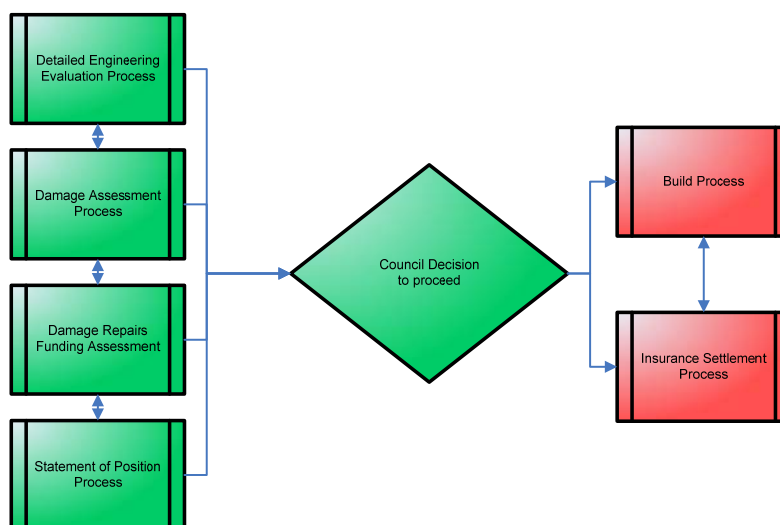 Detailed Engineering
Evaluation Process
Damage Assessment
Process
Damage Repairs
Funding Assessment
Statement of Position
Process
Council Decision
to proceed
Build Process
Insurance Settlement
Process